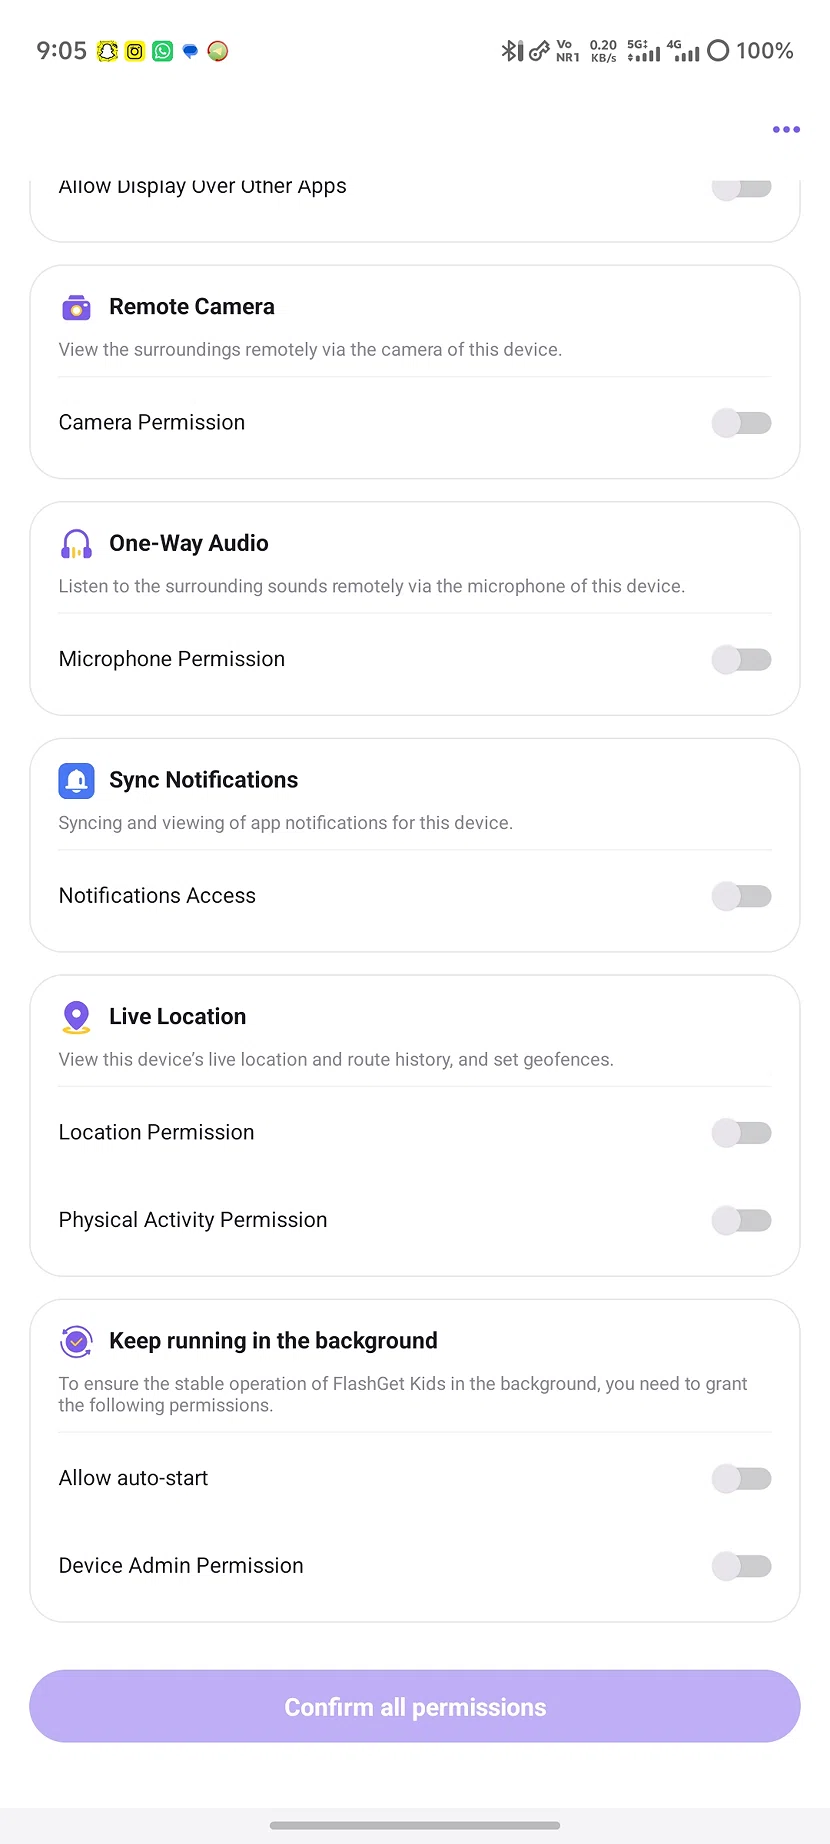 9:05
Vo
NR1
0.20
KB/s
5G
4G
100%
Allow Display Over Other Apps
Remote Camera
View the surroundings remotely via the camera of this device.
Camera Permission
One-Way Audio
Listen to the surrounding sounds remotely via the microphone of this device.
Microphone Permission
Sync Notifications
Syncing and viewing of app notifications for this device.
Notifications Access
Live Location
View this device’s live location and route history, and set geofences.
Location Permission
Physical Activity Permission
Keep running in the background
To ensure the stable operation of FlashGet Kids in the background, you need to grant
the following permissions.
Allow auto-start
Device Admin Permission
Confirm all permissions